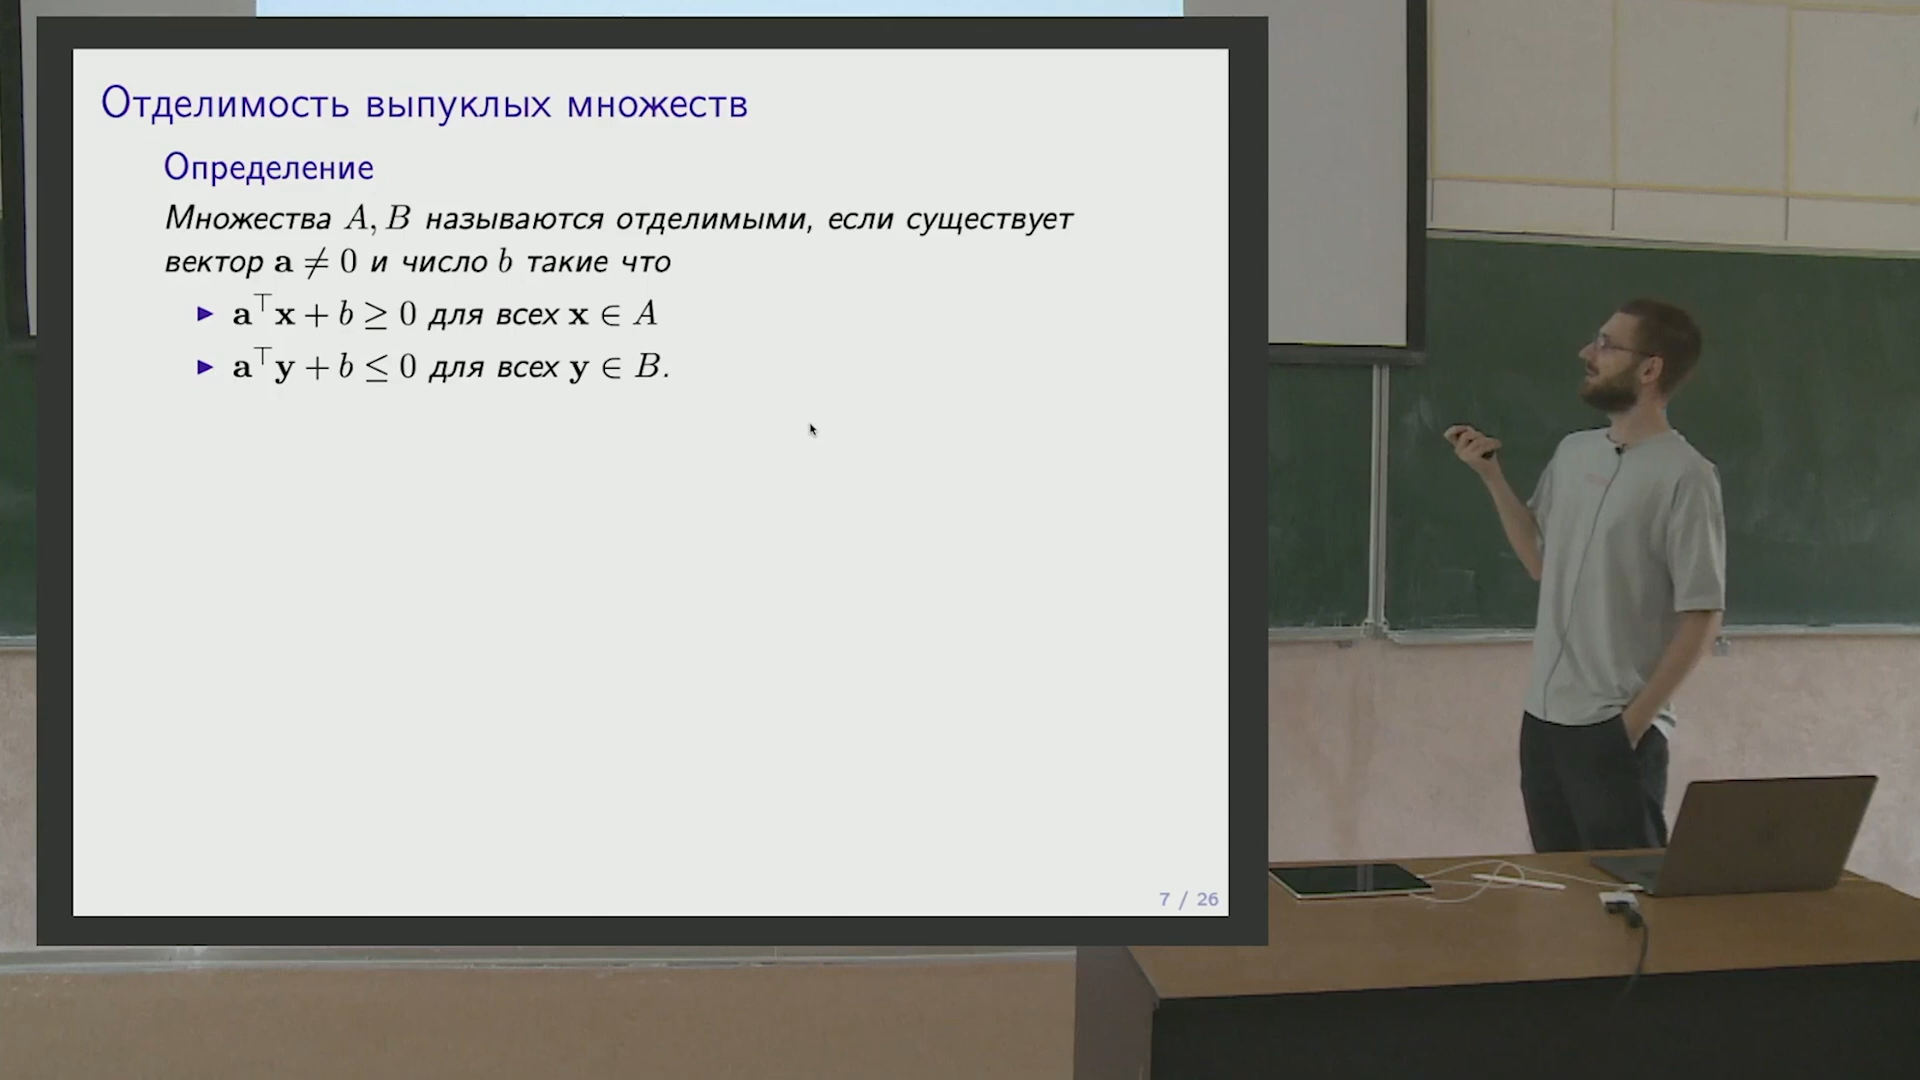 Отделимость выпуклых множеств
Определение
Множества A, B называются отделимыми, если существует
вектор a ≠ 0 и число b такие что
▶ a⊤x + b ≥ 0 для всех x ∈ A
▶ a⊤y + b ≤ 0 для всех y ∈ B.
7 / 26